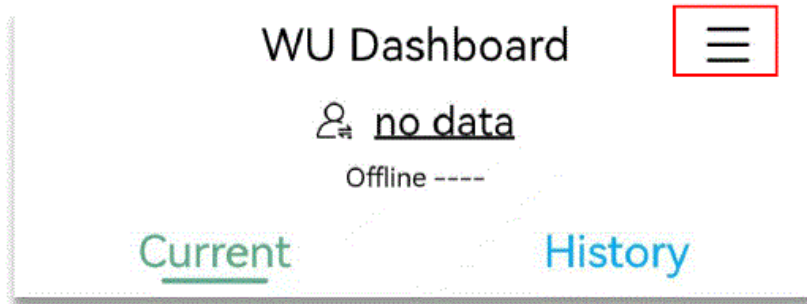 WU Dashboard
no data
Offline ----
Current History